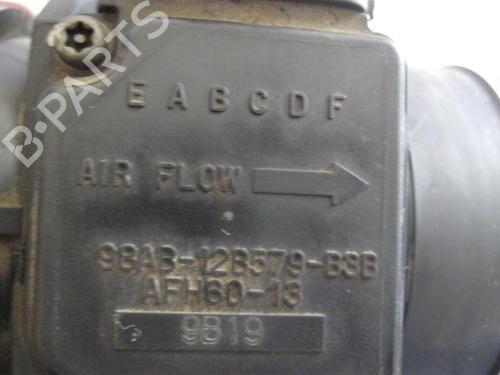 B·PARTS
E A B C D F
AIR FLOW
98AB-12B579-B3B
AFH60-13
9B19